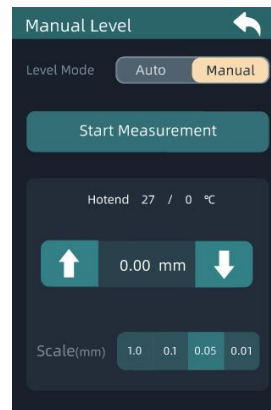 Manual Level
Level Mode Auto Manual
Start Measurement
Hotend 27 / 0 ℃
0.00 mm
Scale(mm) 1.0 0.1 0.05 0.01